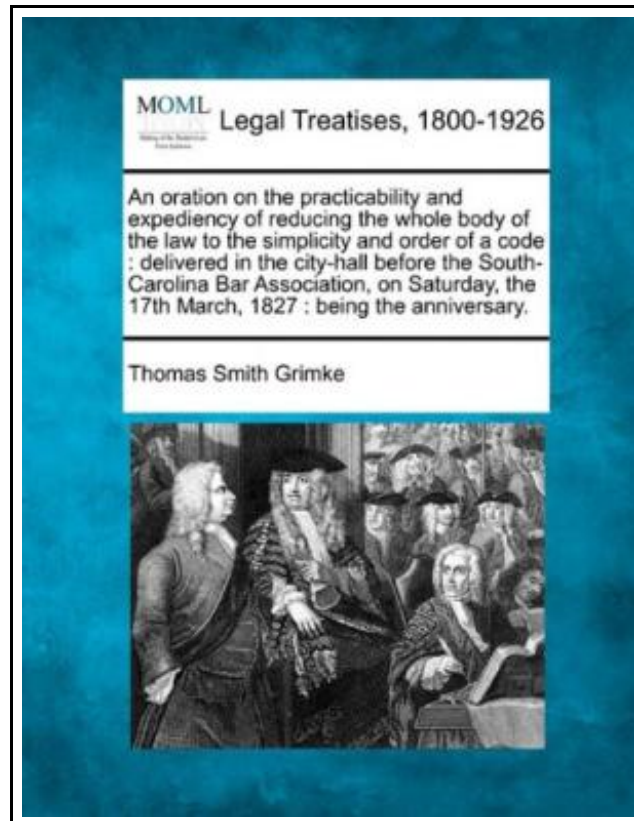 MOML
Legal Treatises, 1800-1926
An oration on the practicability and
expediency of reducing the whole body of
the law to the simplicity and order of a code
: delivered in the city-hall before the South-
Carolina Bar Association, on Saturday, the
17th March, 1827 : being the anniversary.
Thomas Smith Grimke